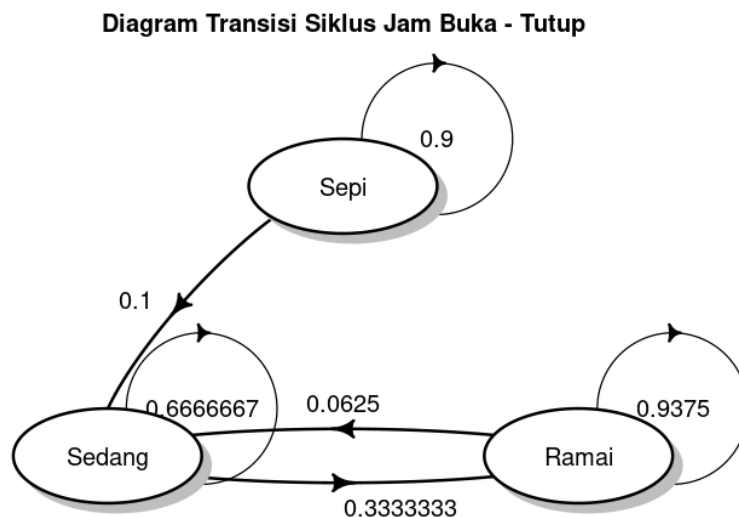 Diagram Transisi Siklus Jam Buka - Tutup
0.9
Sepi
0.1
0.6666667
0.0625
0.9375
Sedang
Ramai
0.3333333